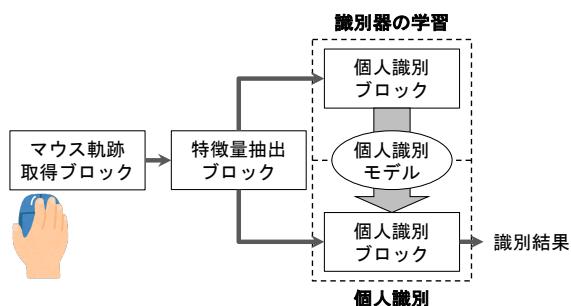 識別器の学習
個人識別
ブロック
マウス軌跡
取得ブロック
特徴量抽出
ブロック
個人識別
モデル
個人識別
ブロック
識別結果
個人識別